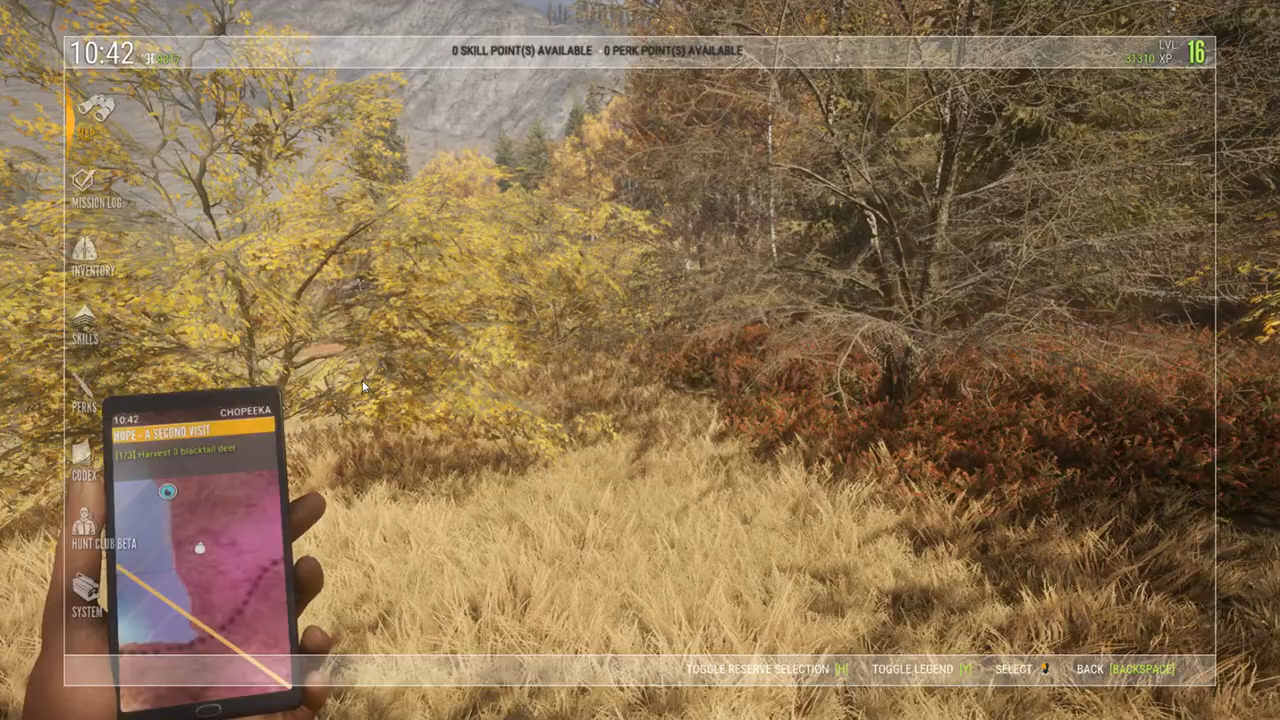 10:42
0 SKILL POINT(S) AVAILABLE 0 PERK POINT(S) AVAILABLE
LVL
31310 XP 16
MAP
MISSION LOG
INVENTORY
SKILLS
PERKS
CODEX
HUNT CLUB BETA
SYSTEM
10:42 CHOPEEKA
HOPE - A SECOND VISIT
[1/3] Harvest 3 blacktail deer
TOGGLE RESERVE SELECTION [H] TOGGLE LEGEND [Y] SELECT BACK [BACKSPACE]